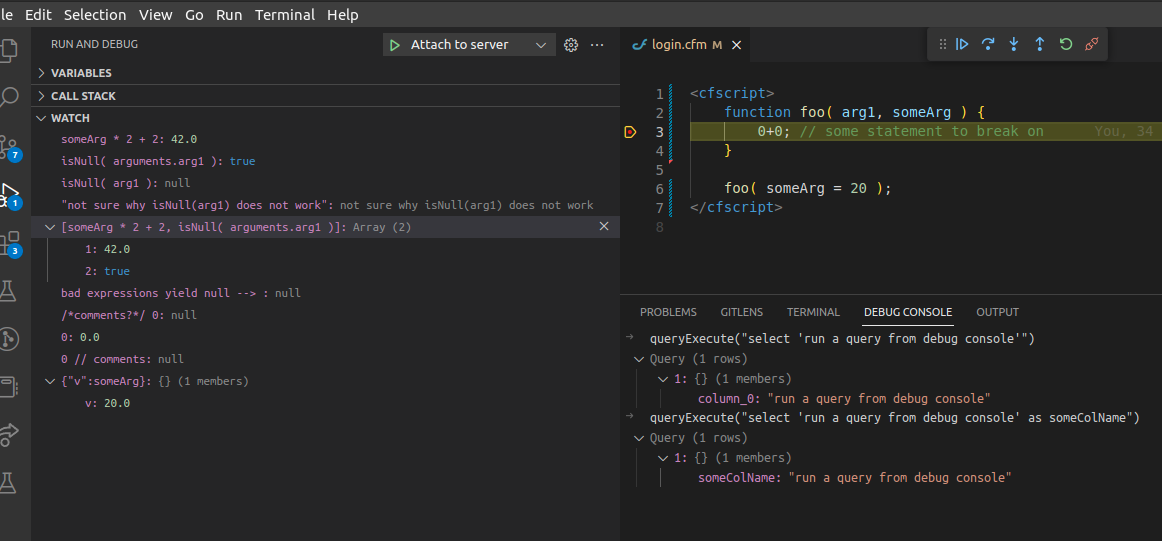 le Edit Selection View Go Run Terminal Help
RUN AND DEBUG
Attach to server
···
VARIABLES
CALL STACK
WATCH
someArg * 2 + 2: 42.0
isNull( arguments.arg1 ): true
isNull( arg1 ): null
"not sure why isNull(arg1) does not work": not sure why isNull(arg1) does not work
[someArg * 2 + 2, isNull( arguments.arg1 )]: Array (2)
1: 42.0
2: true
bad expressions yield null --> : null
/*comments?*/ 0: null
0: 0.0
0 // comments: null
{"v":someArg}: {} (1 members)
v: 20.0
7
1
3
login.cfm M
1 <cfscript>
2 function foo( arg1, someArg ) {
3 0+0; // some statement to break on You, 34
4 }
5
6 foo( someArg = 20 );
7 </cfscript>
8
PROBLEMS GITLENS TERMINAL DEBUG CONSOLE OUTPUT
queryExecute("select 'run a query from debug console'")
Query (1 rows)
1: {} (1 members)
column_0: "run a query from debug console"
queryExecute("select 'run a query from debug console' as someColName")
Query (1 rows)
1: {} (1 members)
someColName: "run a query from debug console"